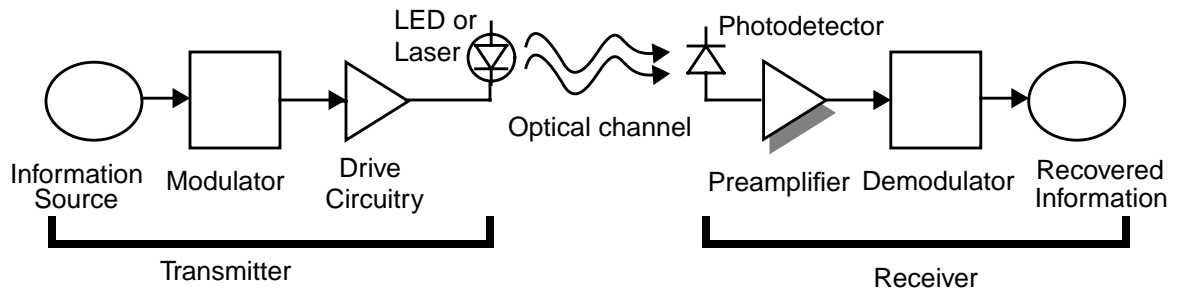 LED or
Laser
Photodetector
Optical channel
Information
Source
Modulator
Drive
Circuitry
Preamplifier
Demodulator
Recovered
Information
Transmitter
Receiver